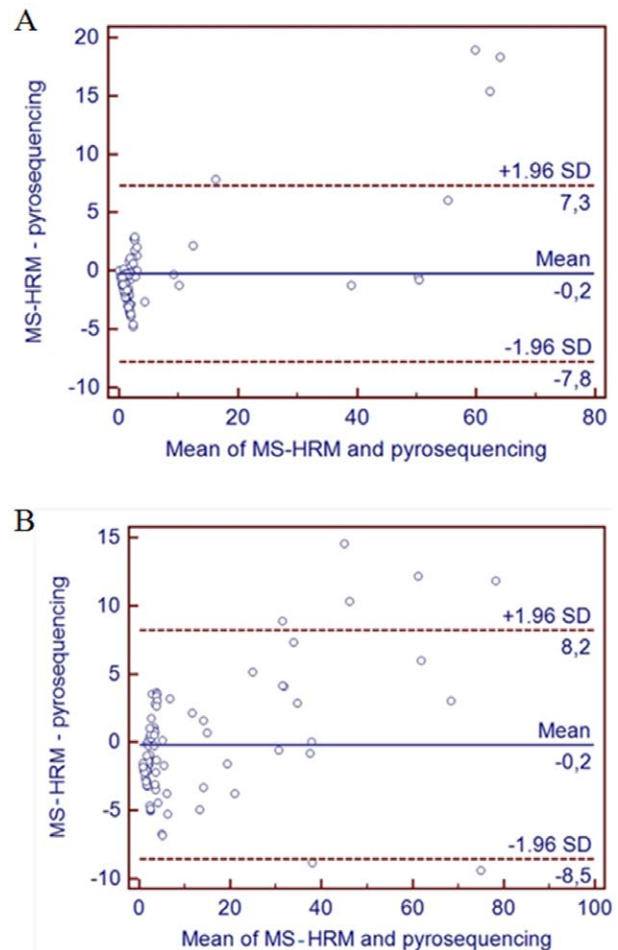 A
20
15
10
5
0
-5
-10
MS-HRM - pyrosequencing
+1.96 SD
7,3
Mean
-0,2
-1.96 SD
-7,8
0 20 40 60 80
Mean of MS-HRM and pyrosequencing
B
15
10
5
0
-5
-10
MS-HRM - pyrosequencing
+1.96 SD
8,2
Mean
-0,2
-1.96 SD
-8,5
0 20 40 60 80 100
Mean of MS-HRM and pyrosequencing